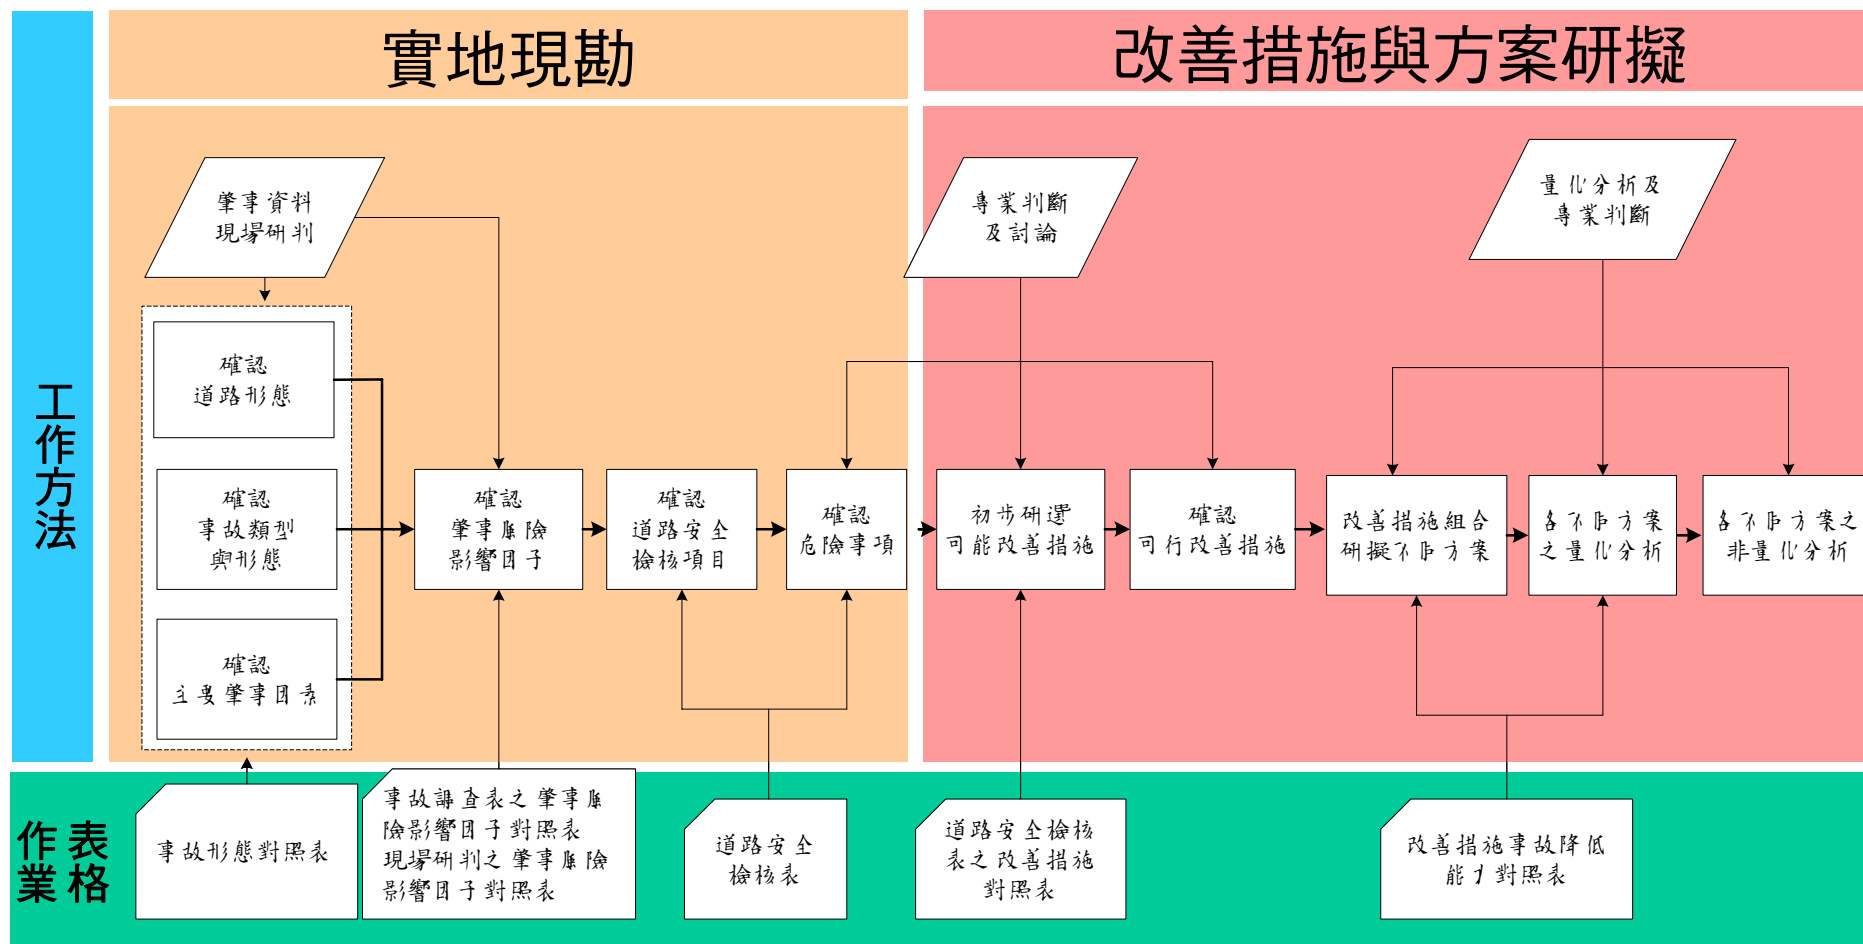 實地現勘
改善措施與方案研擬
工作方法
肇事資料
現場研判
專業判斷
及討論
量化分析及
專業判斷
確認
道路形態
確認
事故類型
與形態
確認
主要肇事因素
確認
肇事風險
影響因子
確認
道路安全
檢核項目
確認
危險事項
初步研選
可能改善措施
確認
可行改善措施
改善措施組合
研擬不同方案
各不同方案
之量化分析
各不同方案之
非量化分析
作業
表格
事故形態對照表
事故調查表之肇事風
險影響因子對照表
現場研判之肇事風險
影響因子對照表
道路安全
檢核表
道路安全檢核
表之改善措施
對照表
改善措施事故降低
能力對照表